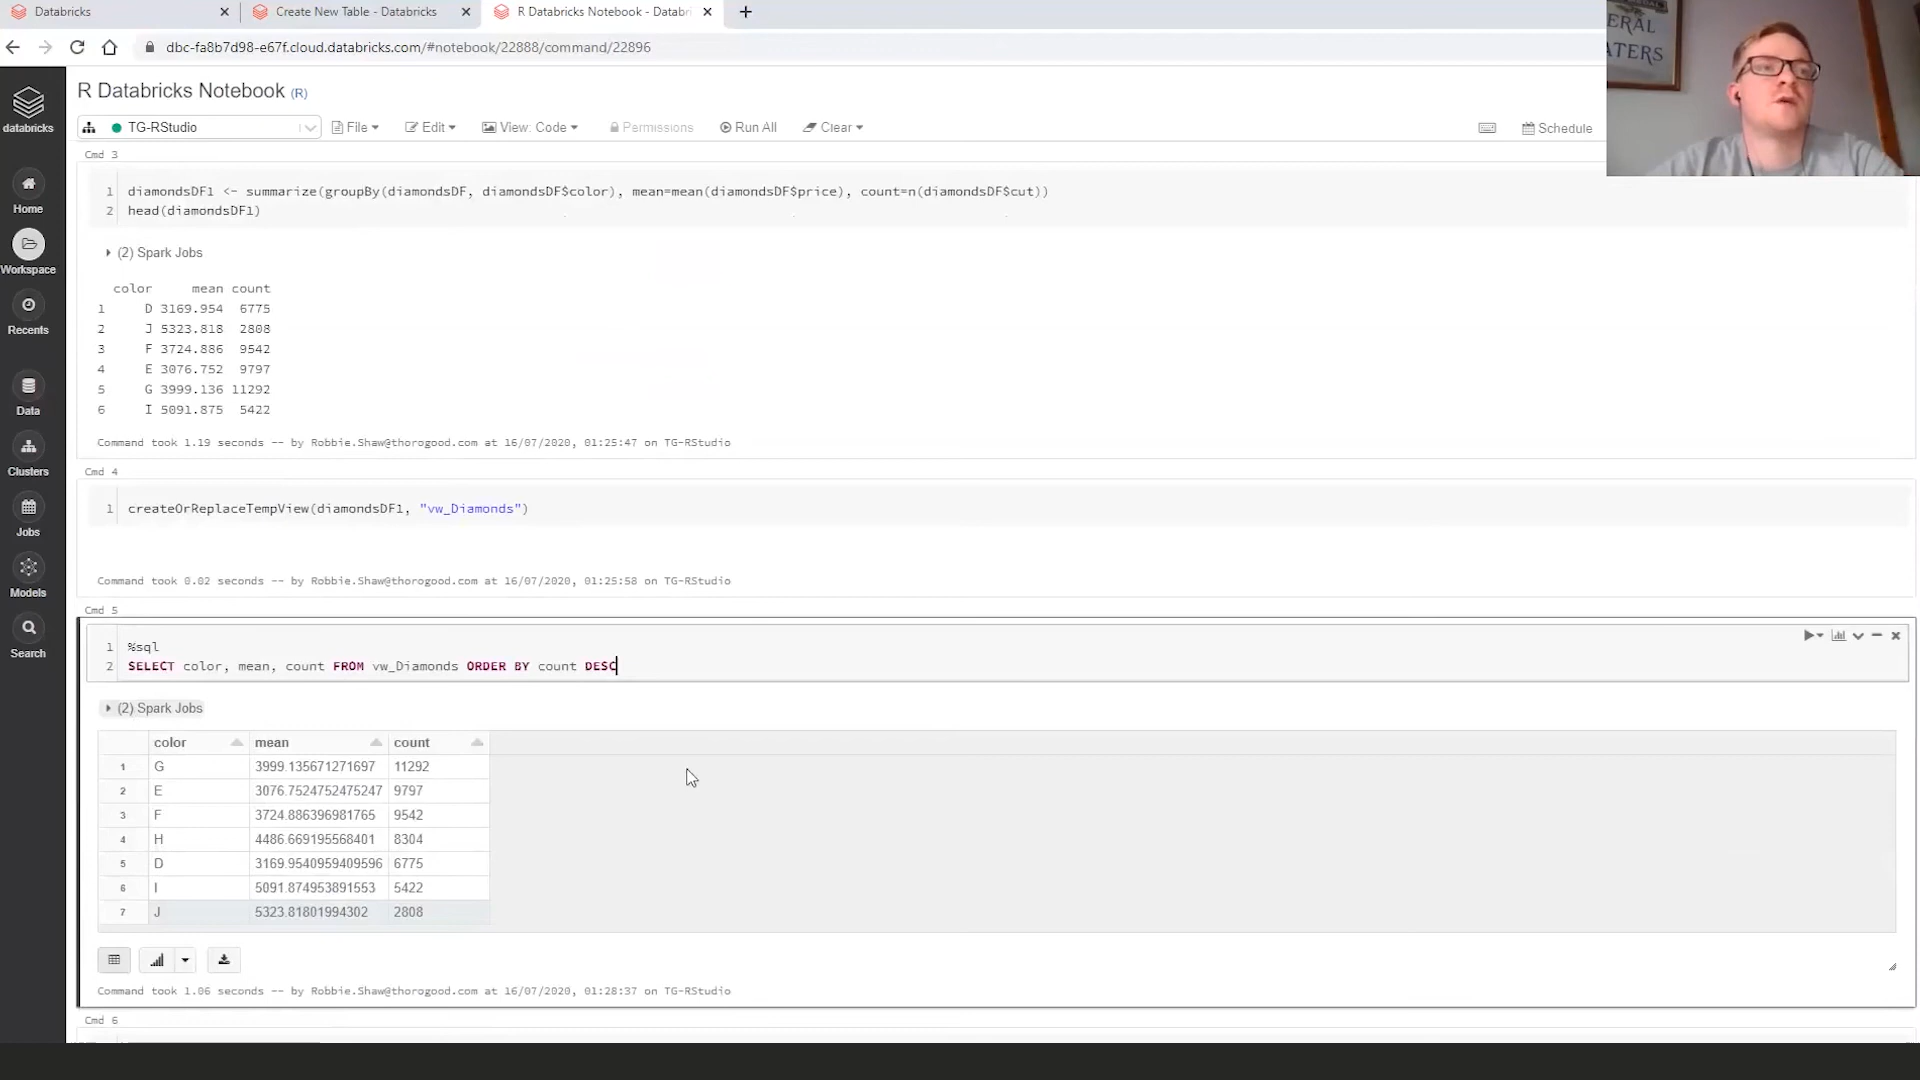 Databricks
Create New Table - Databricks
R Databricks Notebook - Databri
dbc-fa8b7d98-e67f.cloud.databricks.com/#notebook/22888/command/22896
R Databricks Notebook (R)
databricks
TG-RStudio
File
Edit
View: Code
Permissions
Run All
Clear
Schedule
ERAL
ATERS
Home
Workspace
Recents
Data
Clusters
Jobs
Models
Search
Cmd 3
1 diamondsDF1 <- summarize(groupBy(diamondsDF, diamondsDF$color), mean=mean(diamondsDF$price), count=n(diamondsDF$cut))
2 head(diamondsDF1)
(2) Spark Jobs
color mean count
1 D 3169.954 6775
2 J 5323.818 2808
3 F 3724.886 9542
4 E 3076.752 9797
5 G 3999.136 11292
6 I 5091.875 5422
Command took 1.19 seconds -- by Robbie.Shaw@thorogood.com at 16/07/2020, 01:25:47 on TG-RStudio
Cmd 4
1 createOrReplaceTempView(diamondsDF1, "vw_Diamonds")
Command took 0.02 seconds -- by Robbie.Shaw@thorogood.com at 16/07/2020, 01:25:58 on TG-RStudio
Cmd 5
1 %sql
2 SELECT color, mean, count FROM vw_Diamonds ORDER BY count DESC
(2) Spark Jobs
color mean count
1 G 3999.135671271697 11292
2 E 3076.7524752475247 9797
3 F 3724.886396981765 9542
4 H 4486.669195568401 8304
5 D 3169.9540959409596 6775
6 I 5091.874953891553 5422
7 J 5323.81801994302 2808
Command took 1.06 seconds -- by Robbie.Shaw@thorogood.com at 16/07/2020, 01:28:37 on TG-RStudio
Cmd 6